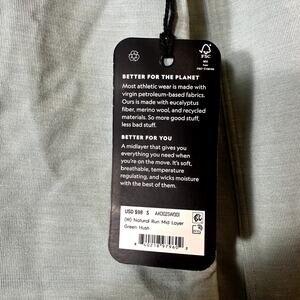 FSC
BETTER FOR THE PLANET
Most athletic wear is made with
virgin petroleum-based fabrics.
Ours is made with eucalyptus
fiber, merino wool, and recycled
materials. So more good stuff,
less bad stuff.
BETTER FOR YOU
A midlayer that gives you
everything you need when
you're on the move. It's soft,
breathable, temperature
regulating, and wicks moisture
with the best of them.
USD $98 S
(M) Natural Run Mid Layer
Green Hush